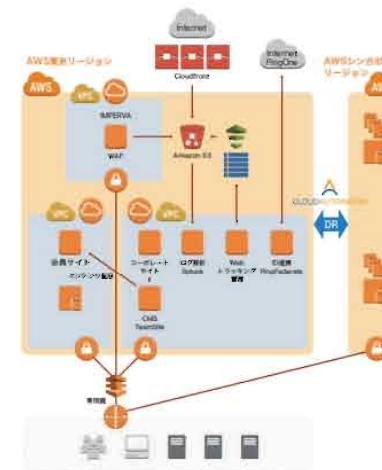 Internet
AWS東京リージョン
Cloudfront
Internet
PingOne
AWSシンガポ
リージョン
AWS
VPC
AWS
IMPERVA
WAF
Amazon S3
CLOUD AUTOMATOR
DR
VPC
VPC
会員サイト
コーポレート
サイト
ログ解析
Splunk
Web
トラッキング
管理
ID連携
PingFederate
コンテンツ配信
CMS
TeamSite
専用線